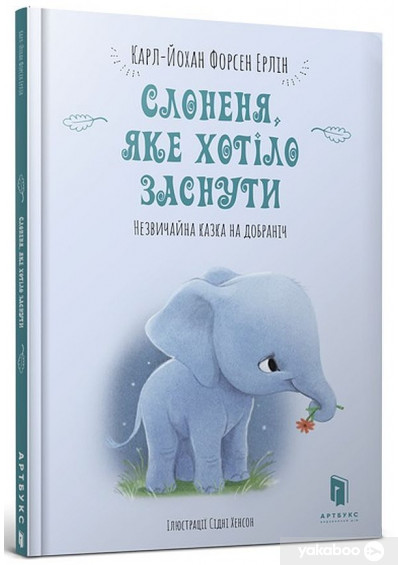 Карл-Йохан Форсен Ерлін
Слоненя,
яке хотіло
заснути
Незвичайна казка на добраніч
Ілюстрації Сідні Хенсон
АРТБУКС
Слоненя, яке хотіло заснути
АРТБУКС
yakaboo